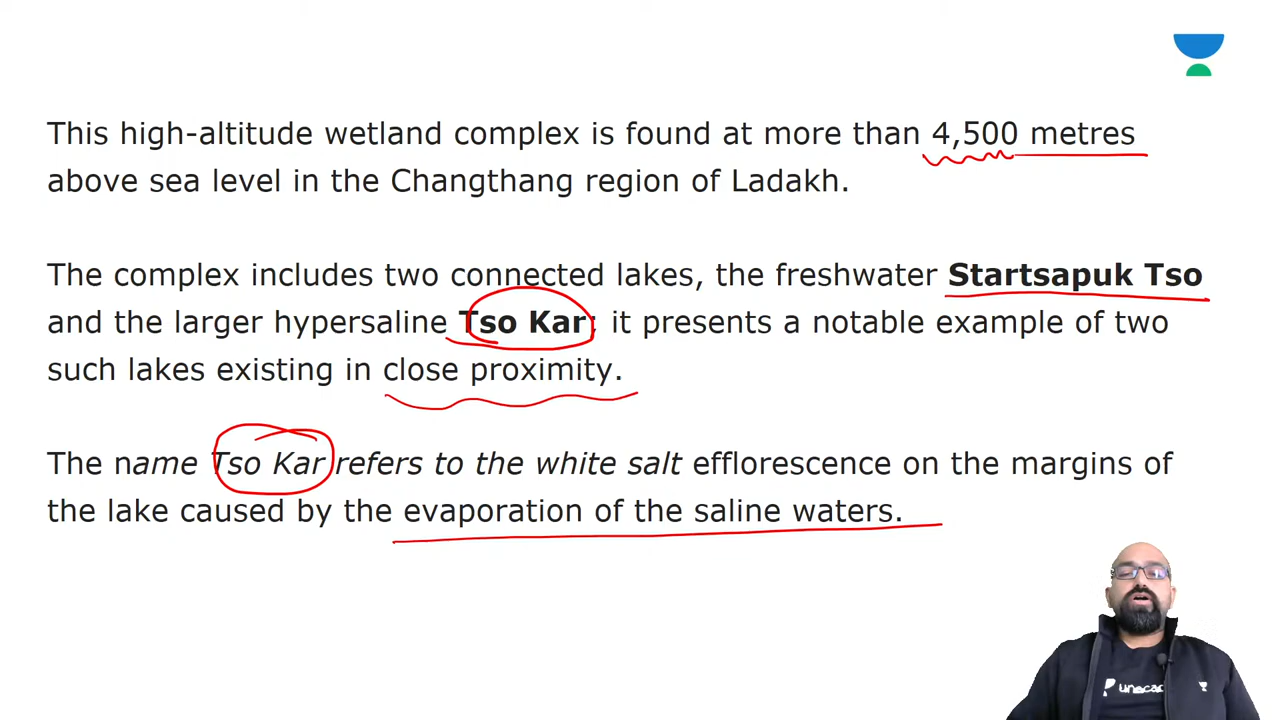 This high-altitude wetland complex is found at more than 4,500 metres
above sea level in the Changthang region of Ladakh.
The complex includes two connected lakes, the freshwater Startsapuk Tso
and the larger hypersaline Tso Kar; it presents a notable example of two
such lakes existing in close proximity.
The name Tso Kar refers to the white salt efflorescence on the margins of
the lake caused by the evaporation of the saline waters.